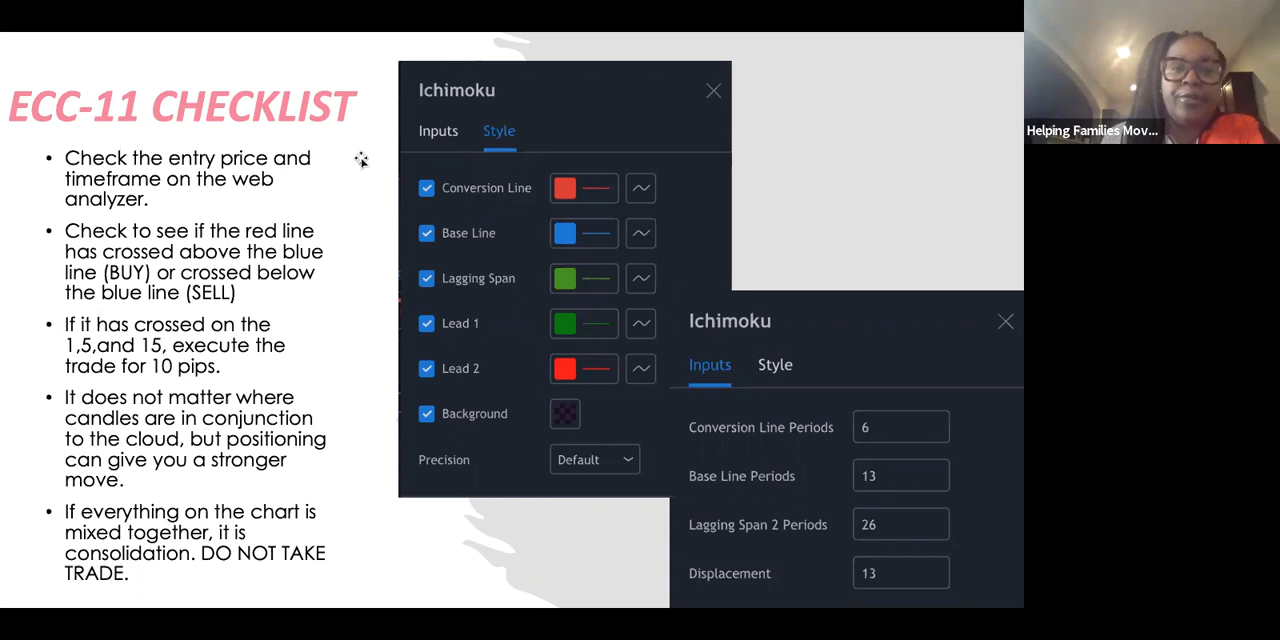 ECC-11 CHECKLIST
• Check the entry price and
timeframe on the web
analyzer.
• Check to see if the red line
has crossed above the blue
line (BUY) or crossed below
the blue line (SELL)
• If it has crossed on the
1,5,and 15, execute the
trade for 10 pips.
• It does not matter where
candles are in conjunction
to the cloud, but positioning
can give you a stronger
move.
• If everything on the chart is
mixed together, it is
consolidation. DO NOT TAKE
TRADE.
Ichimoku
Inputs Style
Conversion Line
Base Line
Lagging Span
Lead 1
Lead 2
Background
Precision Default
Ichimoku
Inputs Style
Conversion Line Periods 6
Base Line Periods 13
Lagging Span 2 Periods 26
Displacement 13
Helping Families Mov...